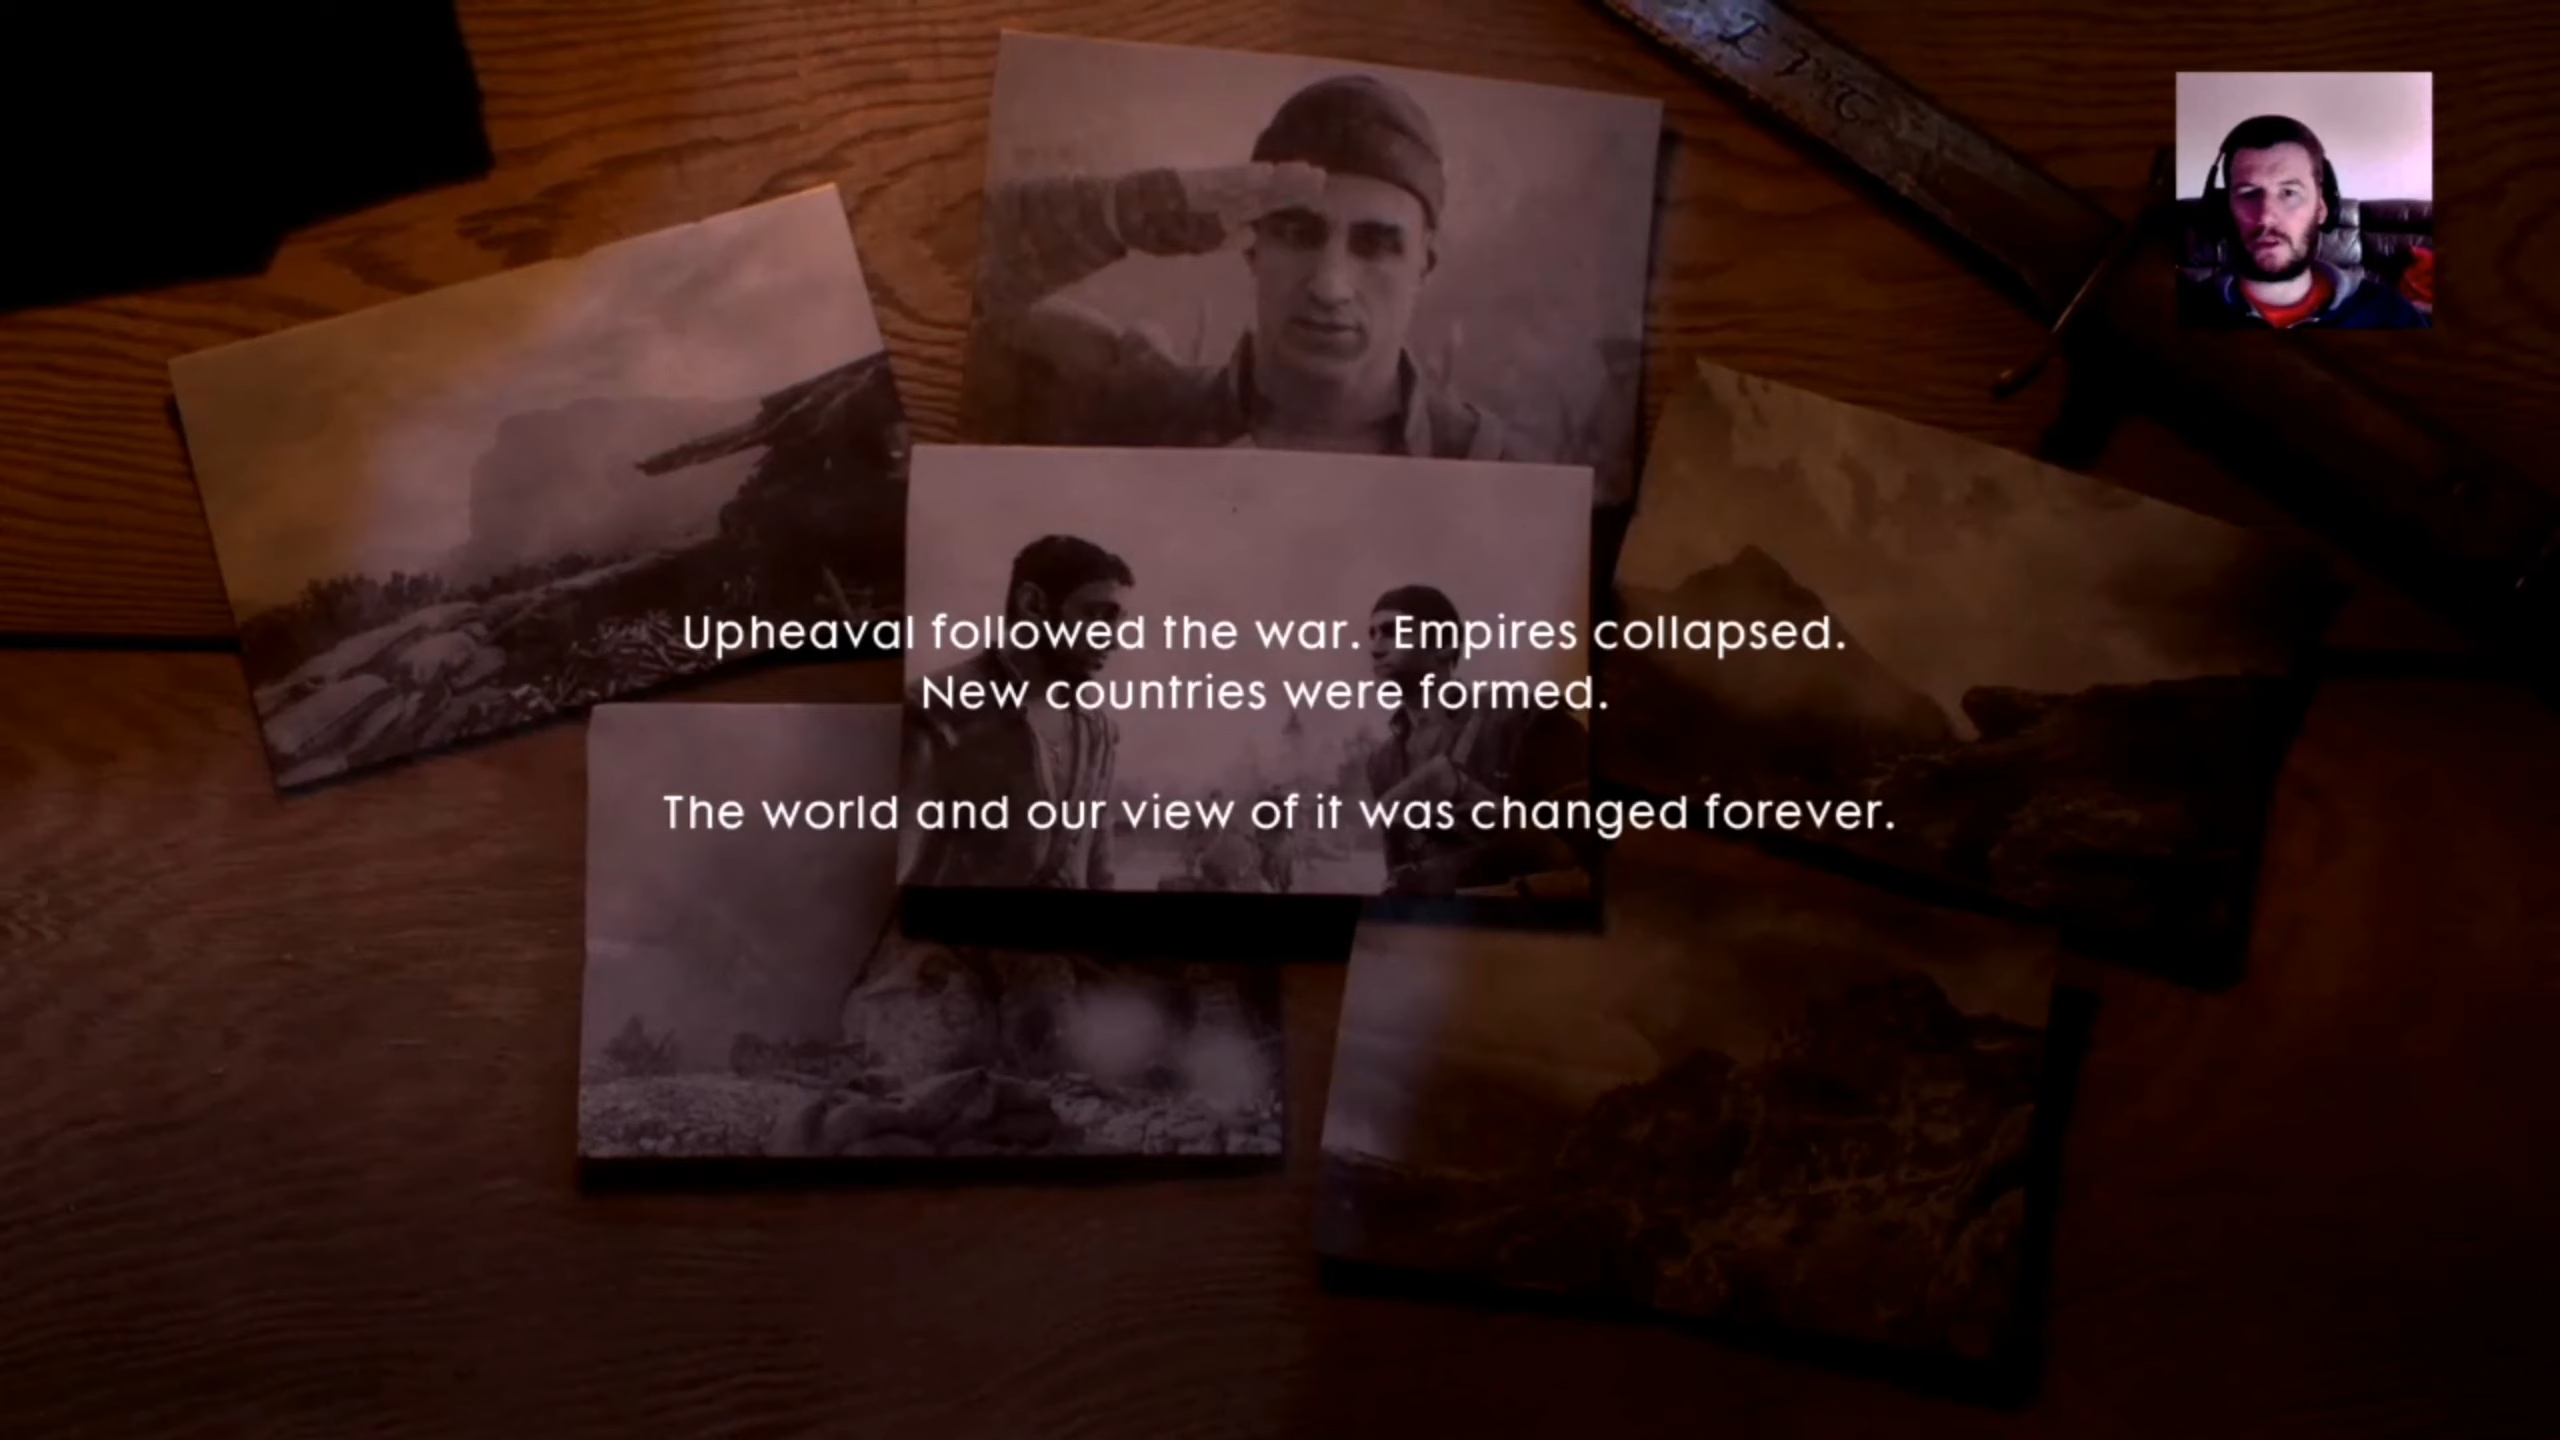 Upheaval followed the war.  Empires collapsed.
New countries were formed.
The world and our view of it was changed forever.